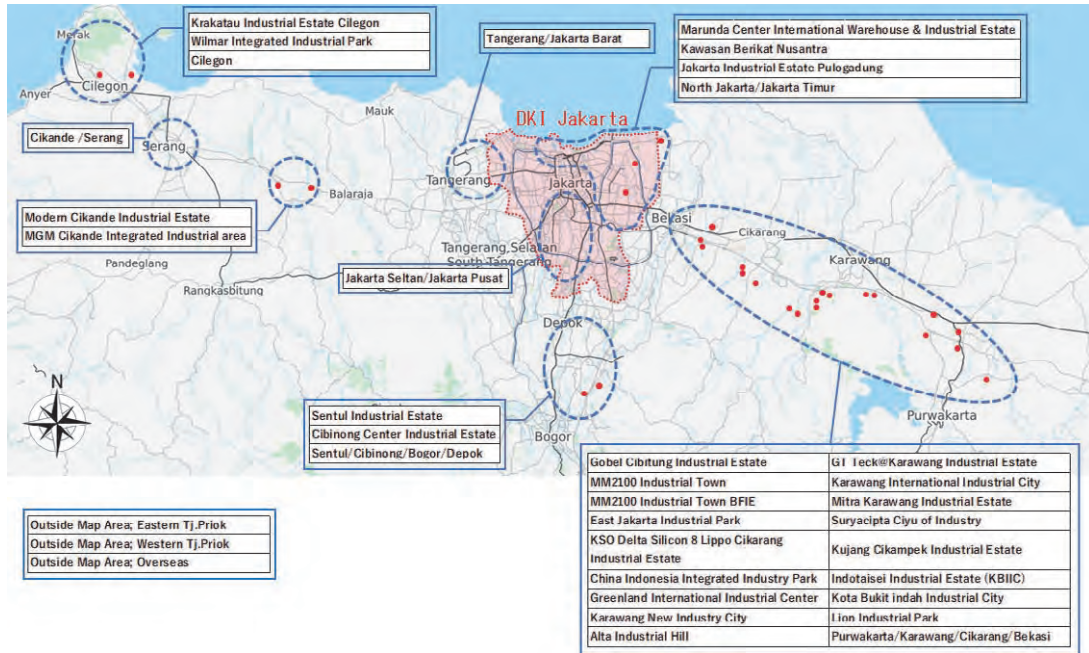 Krakatau Industrial Estate Cilegon
Wilmar Integrated Industrial Park
Cilegon
Tangerang/Jakarta Barat
Marunda Center International Warehouse & Industrial Estate
Kawasan Berikat Nusantra
Jakarta Industrial Estate Pulogadung
North Jakarta/Jakarta Timur
Merak
Cilegon
Anyer
Mauk
DKI Jakarta
Cikande /Serang
Serang
Tangerang
Jakarta
Balaraja
Bekasi
Cikarang
Modern Cikande Industrial Estate
MGM Cikande Integrated Industrial area
Tangerang Selatan
South Tangerang
Karawang
Pandeglang
Rangkasbitung
Jakarta Seltan/Jakarta Pusat
Depok
N
Purwakarta
Sentul Industrial Estate
Cibinong Center Industrial Estate
Sentul/Cibinong/Bogor/Depok
Bogor
Gobel Cibitung Industrial Estate
GT Teck@Karawang Industrial Estate
MM2100 Industrial Town
Karawang International Industrial City
MM2100 Industrial Town BFIE
Mitra Karawang Industrial Estate
East Jakarta Industrial Park
Suryacipta Ciyu of Industry
KSO Delta Silicon 8 Lippo Cikarang
Industrial Estate
Kujang Cikampek Industrial Estate
China Indonesia Integrated Industry Park
Indotaisei Industrial Estate (KBIIC)
Greenland International Industrial Center
Kota Bukit indah Industrial City
Karawang New Industry City
Lion Industrial Park
Alta Industrial Hill
Purwakarta/Karawang/Cikarang/Bekasi
Outside Map Area; Eastern Tj.Priok
Outside Map Area; Western Tj.Priok
Outside Map Area; Overseas